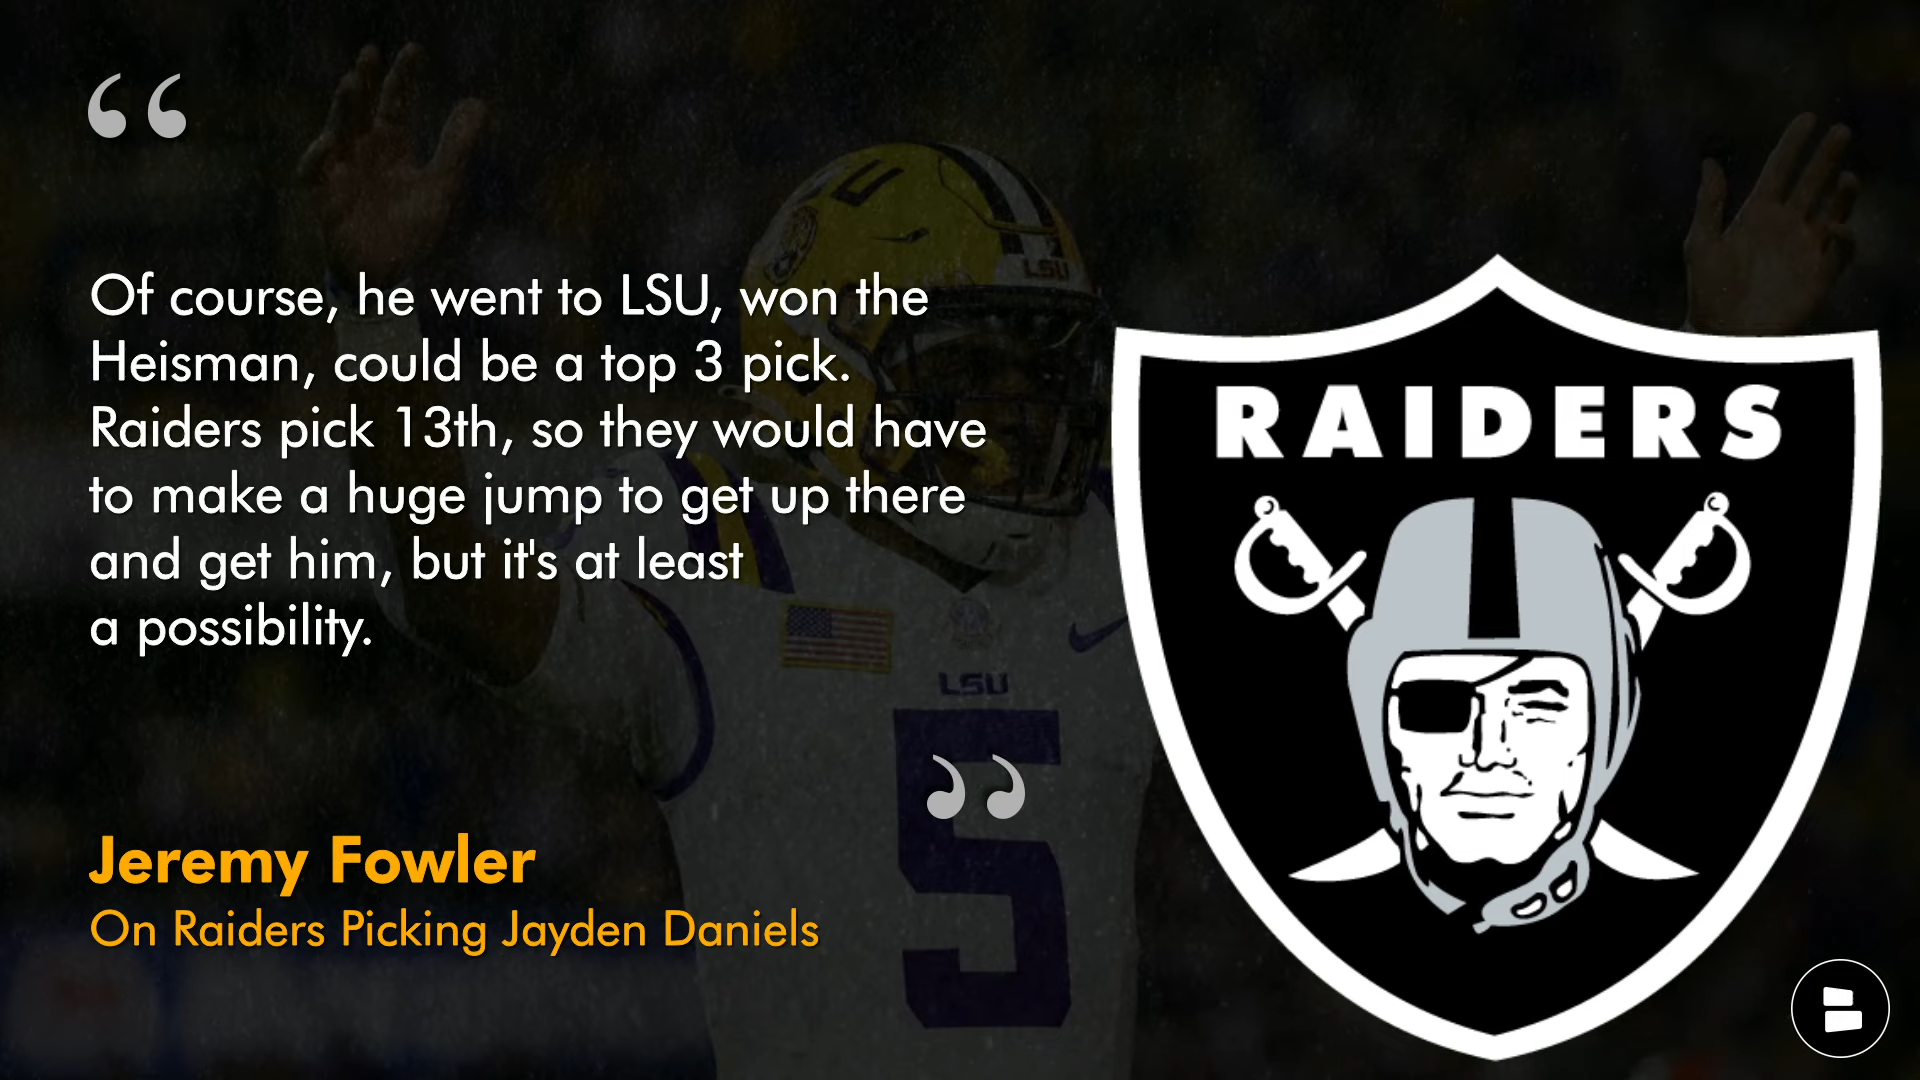 “
Of course, he went to LSU, won the
Heisman, could be a top 3 pick.
Raiders pick 13th, so they would have
to make a huge jump to get up there
and get him, but it's at least
a possibility.
”
Jeremy Fowler
On Raiders Picking Jayden Daniels
RAIDERS
LSU
LSU
5